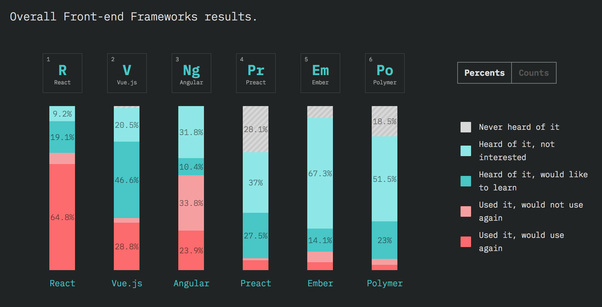 Overall Front-end Frameworks results.
1
R
React
2
V
Vue.js
3
Ng
Angular
4
Pr
Preact
5
Em
Ember
6
Po
Polymer
Percents
Counts
9.2%
19.1%
64.8%
20.5%
46.6%
28.8%
31.8%
10.4%
33.8%
23.9%
28.1%
37%
27.5%
67.3%
14.1%
18.5%
51.5%
23%
React
Vue.js
Angular
Preact
Ember
Polymer
Never heard of it
Heard of it, not
interested
Heard of it, would like
to learn
Used it, would not use
again
Used it, would use
again